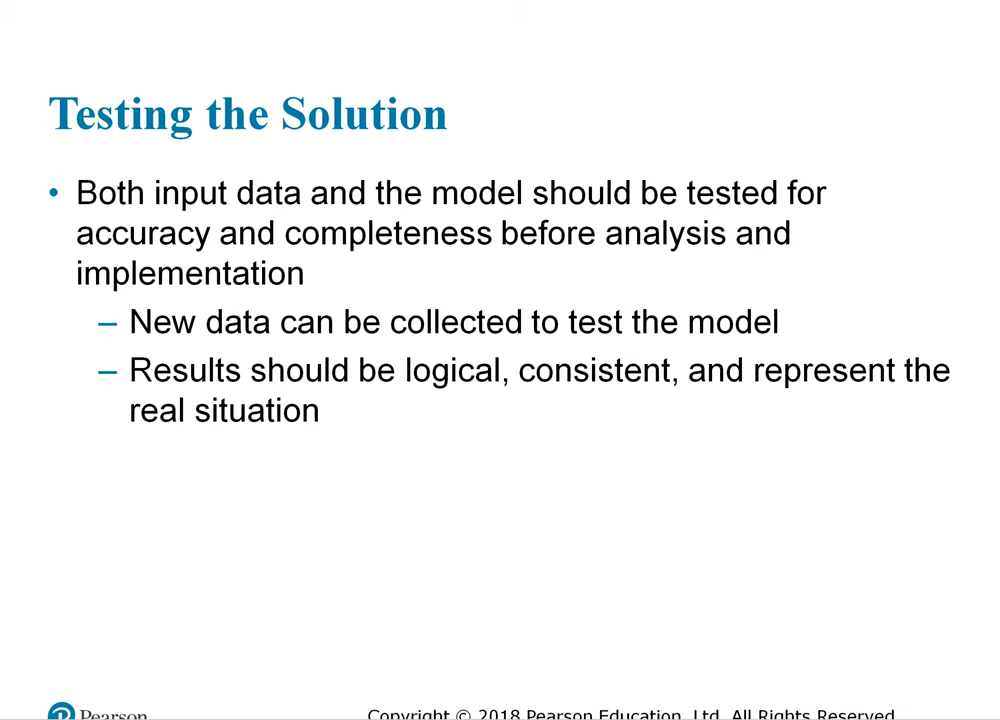 Testing the Solution
• Both input data and the model should be tested for
accuracy and completeness before analysis and
implementation
– New data can be collected to test the model
– Results should be logical, consistent, and represent the
real situation
Pearson
Copyright © 2018 Pearson Education, Ltd. All Rights Reserved